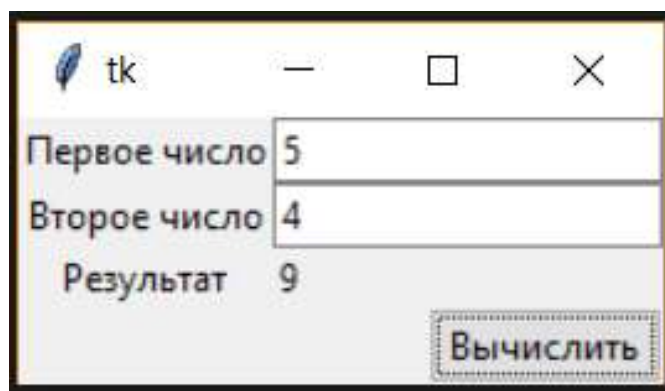 tk
Первое число 5
Второе число 4
Результат 9
Вычислить